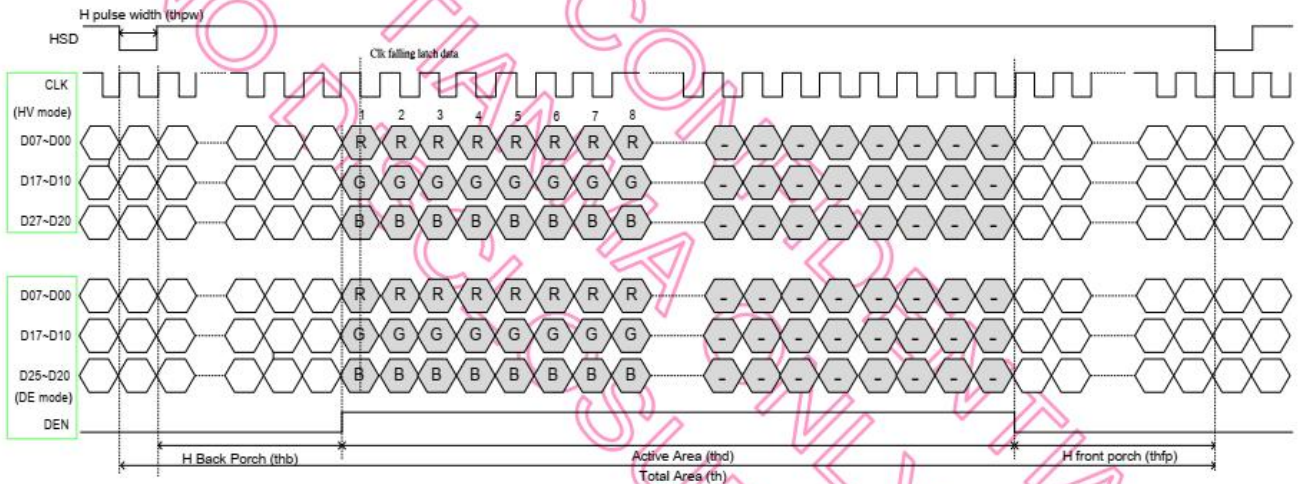 H pulse width (thpw)
HSD
Clk falling latch data
CLK
(HV mode)
1 2 3 4 5 6 7 8
D07~D00 R R R R R R R R - - - - - - - -
D17~D10 G G G G G G G G - - - - - - - -
D27~D20 B B B B B B B B - - - - - - - -
D07~D00 R R R R R R R R - - - - - - - -
D17~D10 G G G G G G G G - - - - - - - -
D25~D20 B B B B B B B B - - - - - - - -
(DE mode)
DEN
H Back Porch (thb) Active Area (thd) H front porch (thfp)
Total Area (th)
TIANMA CONFIDENTIAL